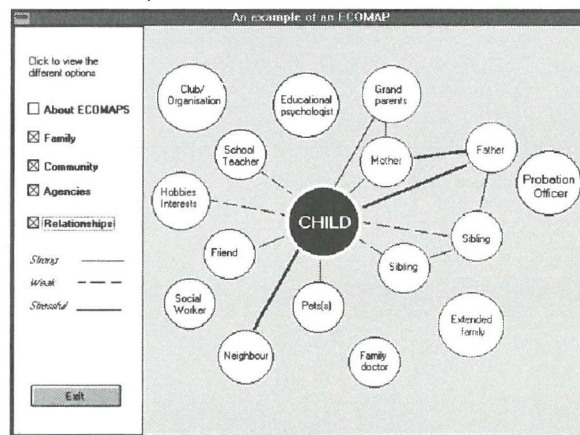 An example of an ECOMAP
Click to view the
different options
About ECOMAPS
Family
Community
Agencies
Relationships
Strong
Weak
Stressful
Exit
Club/
Organisation
Educational
psychologist
Grand
parents
School
Teacher
Mother
Father
Probation
Officer
Hobbies
Interests
CHILD
Friend
Sibling
Sibling
Social
Worker
Pets(s)
Extended
family
Neighbour
Family
doctor